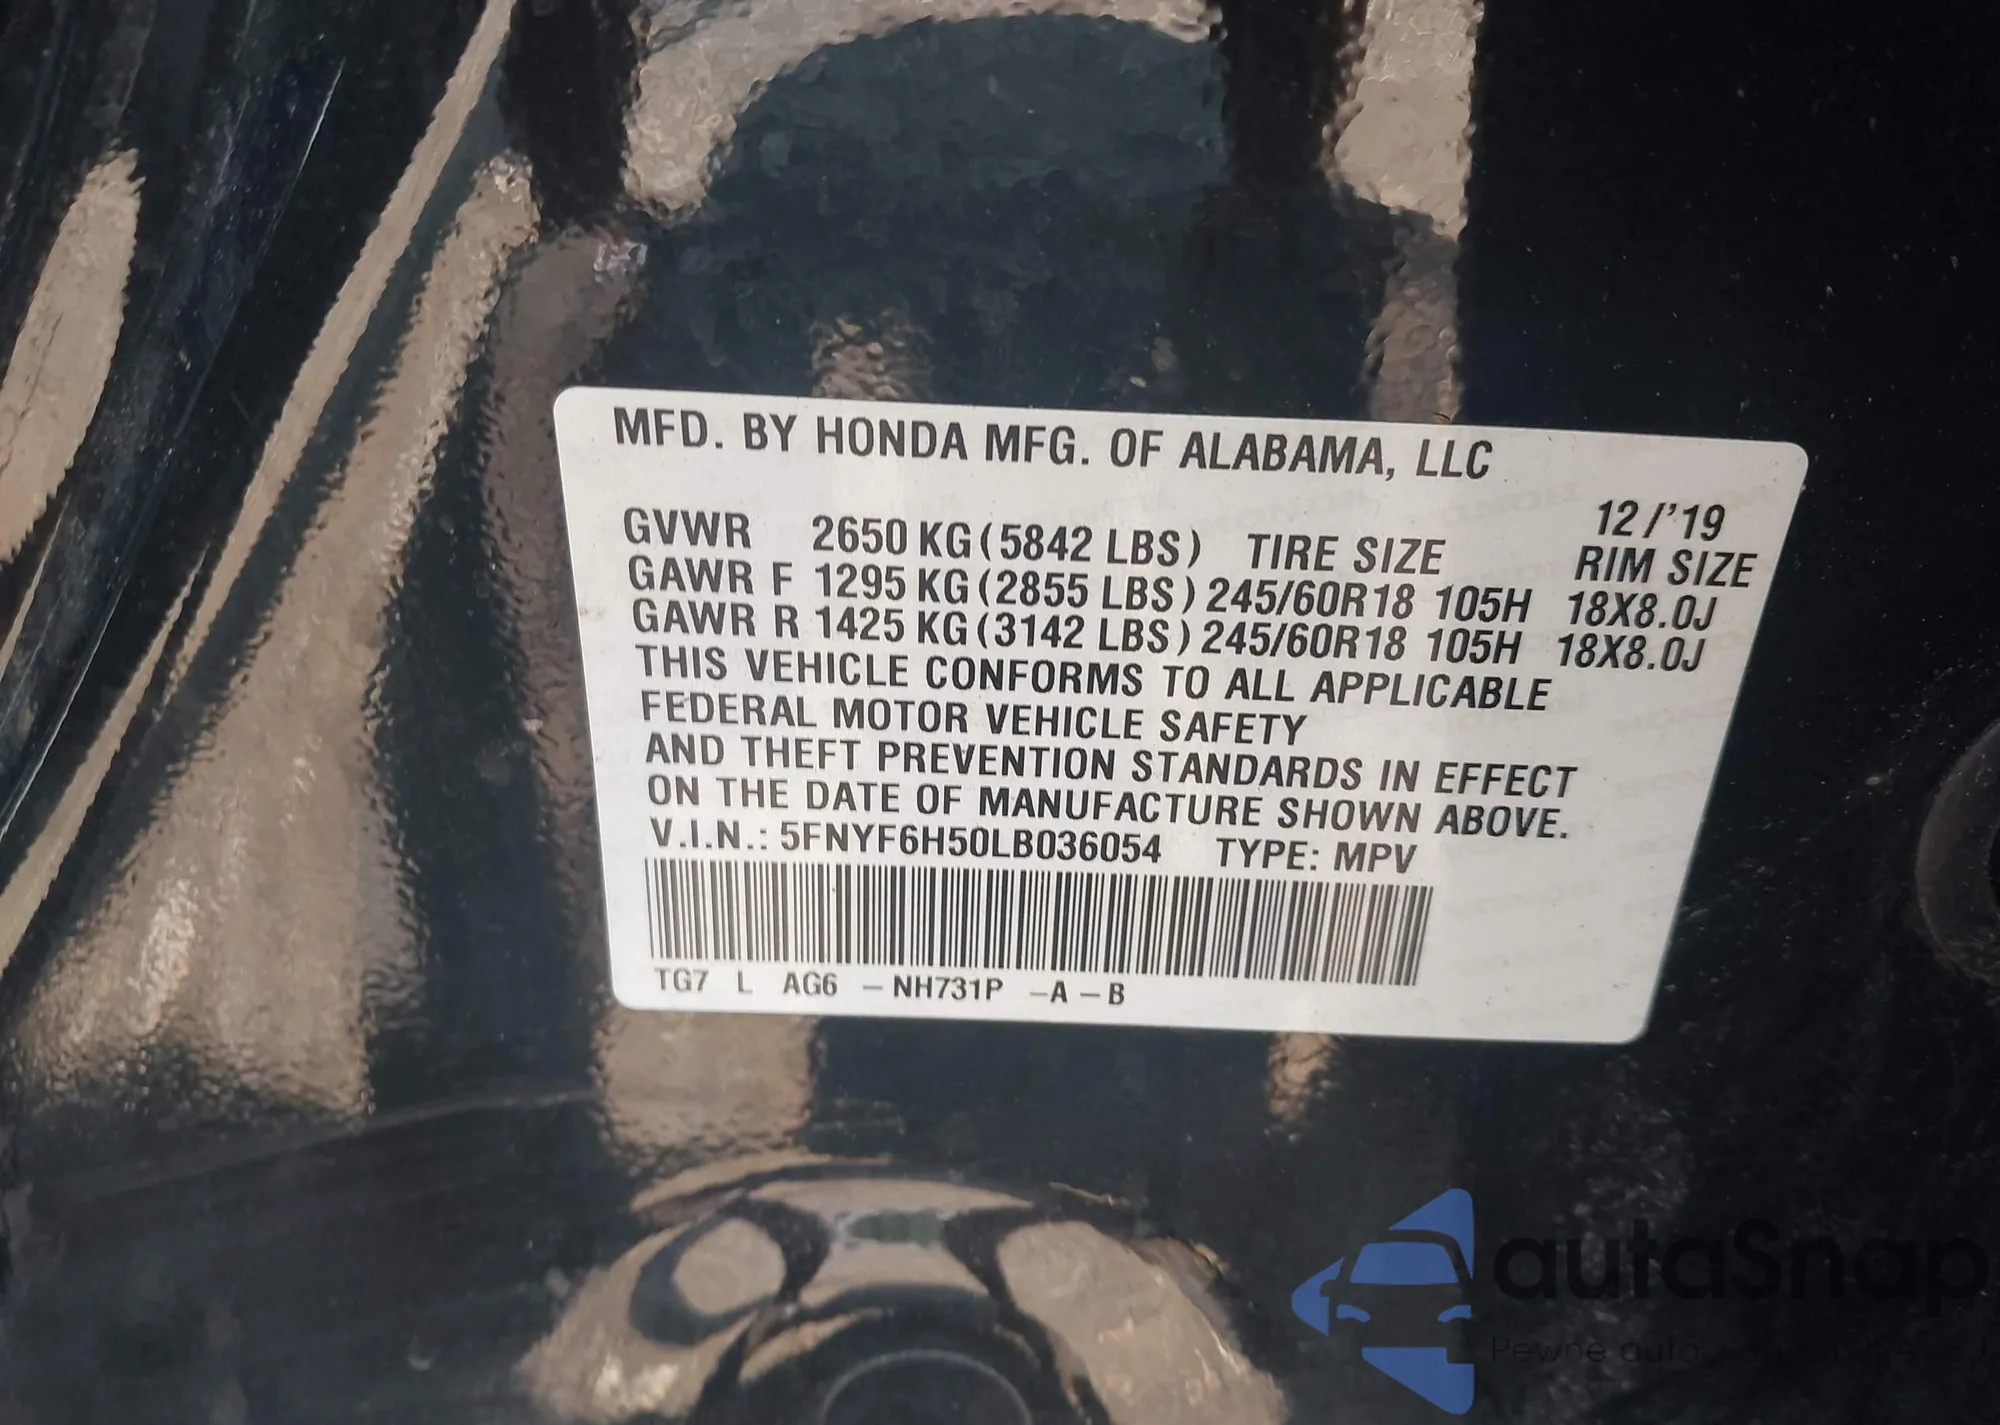 MFD. BY HONDA MFG. OF ALABAMA, LLC
12/'19
GVWR 2650 KG (5842 LBS) TIRE SIZE RIM SIZE
GAWR F 1295 KG (2855 LBS) 245/60R18 105H 18X8.0J
GAWR R 1425 KG (3142 LBS) 245/60R18 105H 18X8.0J
THIS VEHICLE CONFORMS TO ALL APPLICABLE
FEDERAL MOTOR VEHICLE SAFETY
AND THEFT PREVENTION STANDARDS IN EFFECT
ON THE DATE OF MANUFACTURE SHOWN ABOVE.
V.I.N.: 5FNYF6H50LB036054 TYPE: MPV
TG7 L AG6 – NH731P – A – B
autaSnap
Pewne auto